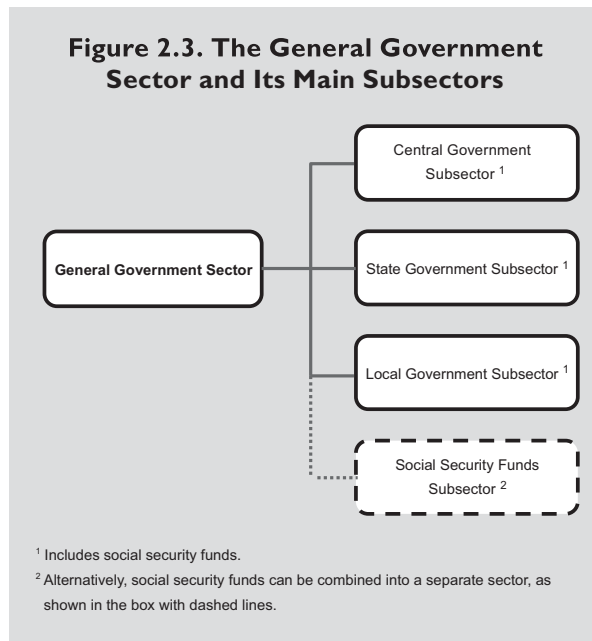 Figure 2.3. The General Government
Sector and Its Main Subsectors
Central Government
Subsector 1
General Government Sector
State Government Subsector 1
Local Government Subsector 1
Social Security Funds
Subsector 2
1 Includes social security funds.
2 Alternatively, social security funds can be combined into a separate sector, as
shown in the box with dashed lines.